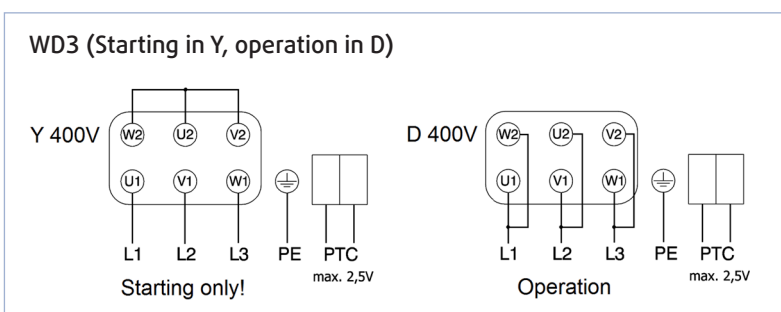 WD3 (Starting in Y, operation in D)
Y 400V
W2 U2 V2
U1 V1 W1
L1 L2 L3 PE PTC
max. 2,5V
Starting only!
D 400V
W2 U2 V2
U1 V1 W1
L1 L2 L3 PE PTC
max. 2,5V
Operation